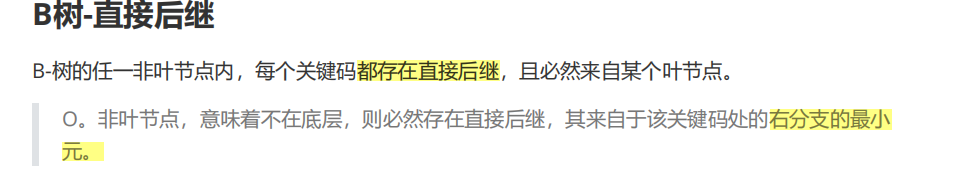 B树-直接后继
B-树的任一非叶节点内，每个关键码都存在直接后继，且必然来自某个叶节点。
O。非叶节点，意味着不在底层，则必然存在直接后继，其来自于该关键码处的右分支的最小
元。